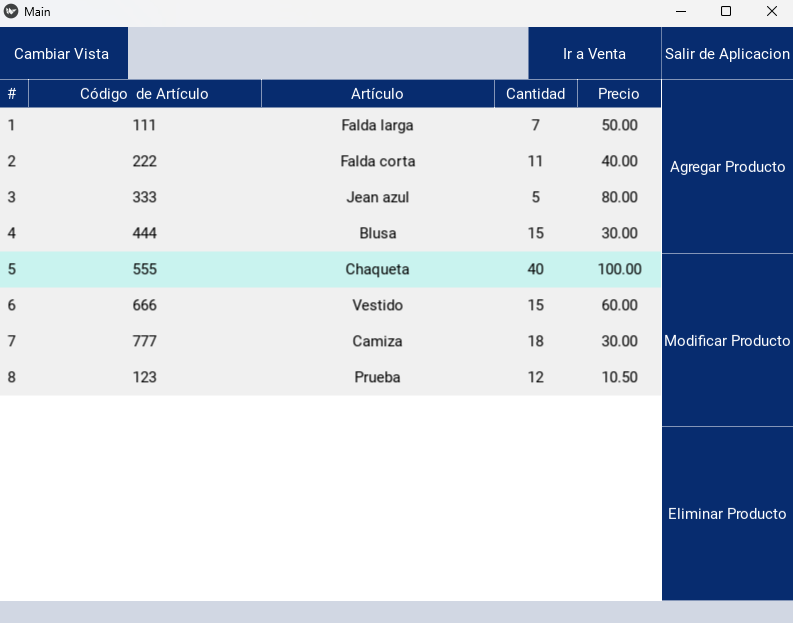 Main
Cambiar Vista Ir a Venta Salir de Aplicacion
# Código de Artículo Artículo Cantidad Precio
1 111 Falda larga 7 50.00
2 222 Falda corta 11 40.00
3 333 Jean azul 5 80.00
4 444 Blusa 15 30.00
5 555 Chaqueta 40 100.00
6 666 Vestido 15 60.00
7 777 Camiza 18 30.00
8 123 Prueba 12 10.50
Agregar Producto
Modificar Producto
Eliminar Producto